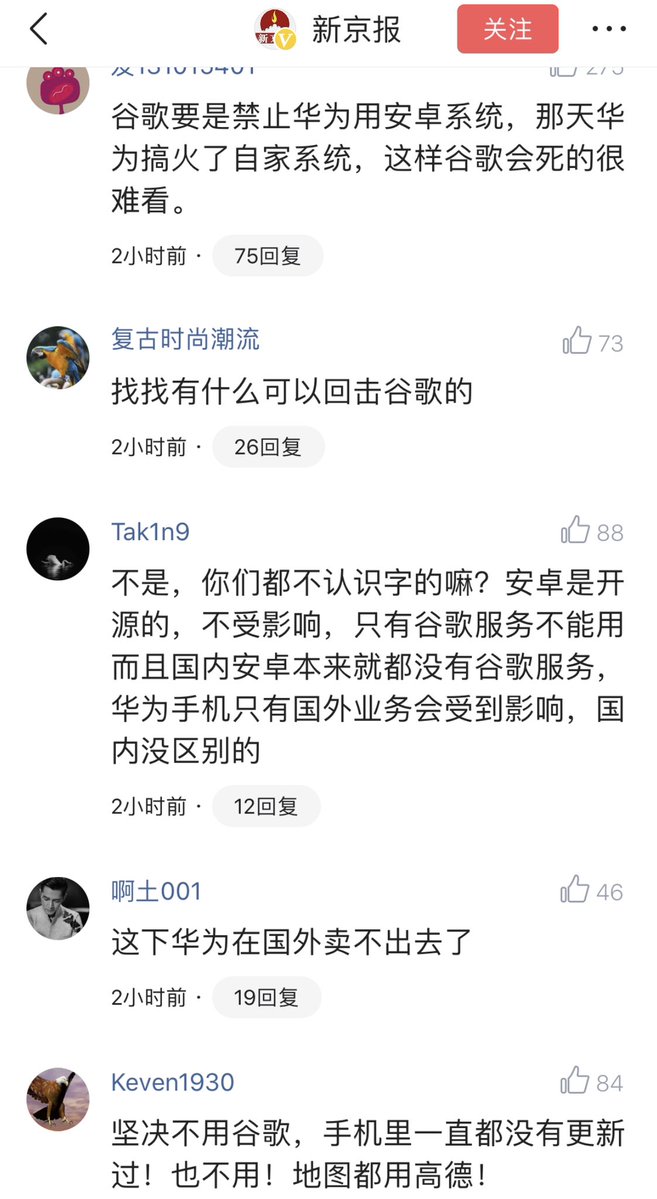 新京报
关注
275
谷歌要是禁止华为用安卓系统，那天华
为搞火了自家系统，这样谷歌会死的很
难看。
2小时前 · 75回复
复古时尚潮流
73
找找有什么可以回击谷歌的
2小时前 · 26回复
Tak1n9
88
不是，你们都不认识字的嘛？安卓是开
源的，不受影响，只有谷歌服务不能用
而且国内安卓本来就都没有谷歌服务，
华为手机只有国外业务会受到影响，国
内没区别的
2小时前 · 12回复
啊土001
46
这下华为在国外卖不出去了
2小时前 · 19回复
Keven1930
84
坚决不用谷歌，手机里一直都没有更新
过！也不用！地图都用高德！